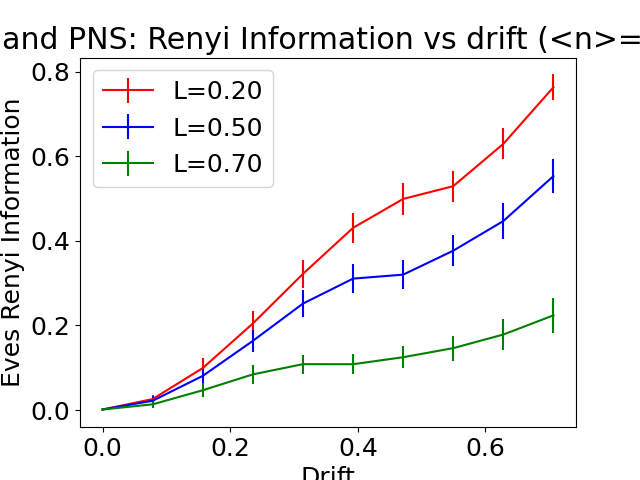 and PNS: Renyi Information vs drift (<n>=
0.8
0.6
0.4
0.2
0.0
Eves Renyi Information
L=0.20
L=0.50
L=0.70
0.0 0.2 0.4 0.6
Drift